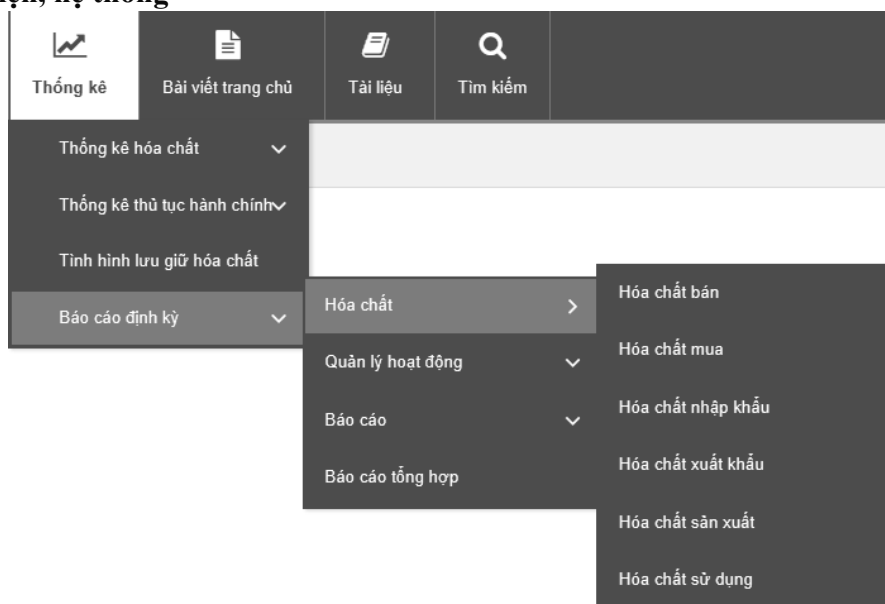 hệ thống
Thống kê
Bài viết trang chủ
Tài liệu
Tìm kiếm
Thống kê hóa chất
Thống kê thủ tục hành chính
Tình hình lưu giữ hóa chất
Báo cáo định kỳ
Hóa chất
Quản lý hoạt động
Báo cáo
Báo cáo tổng hợp
Hóa chất bán
Hóa chất mua
Hóa chất nhập khẩu
Hóa chất xuất khẩu
Hóa chất sản xuất
Hóa chất sử dụng